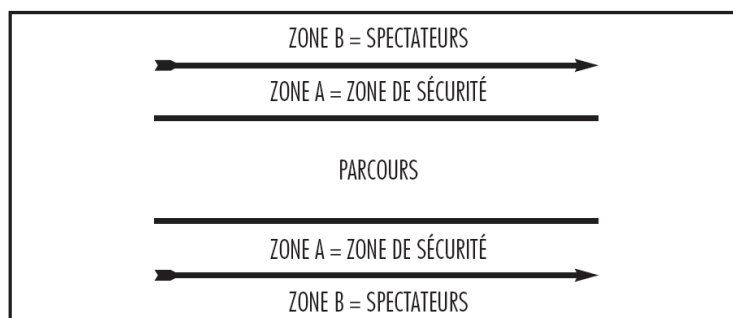 ZONE B = SPECTATEURS
ZONE A = ZONE DE SÉCURITÉ
PARCOURS
ZONE A = ZONE DE SÉCURITÉ
ZONE B = SPECTATEURS